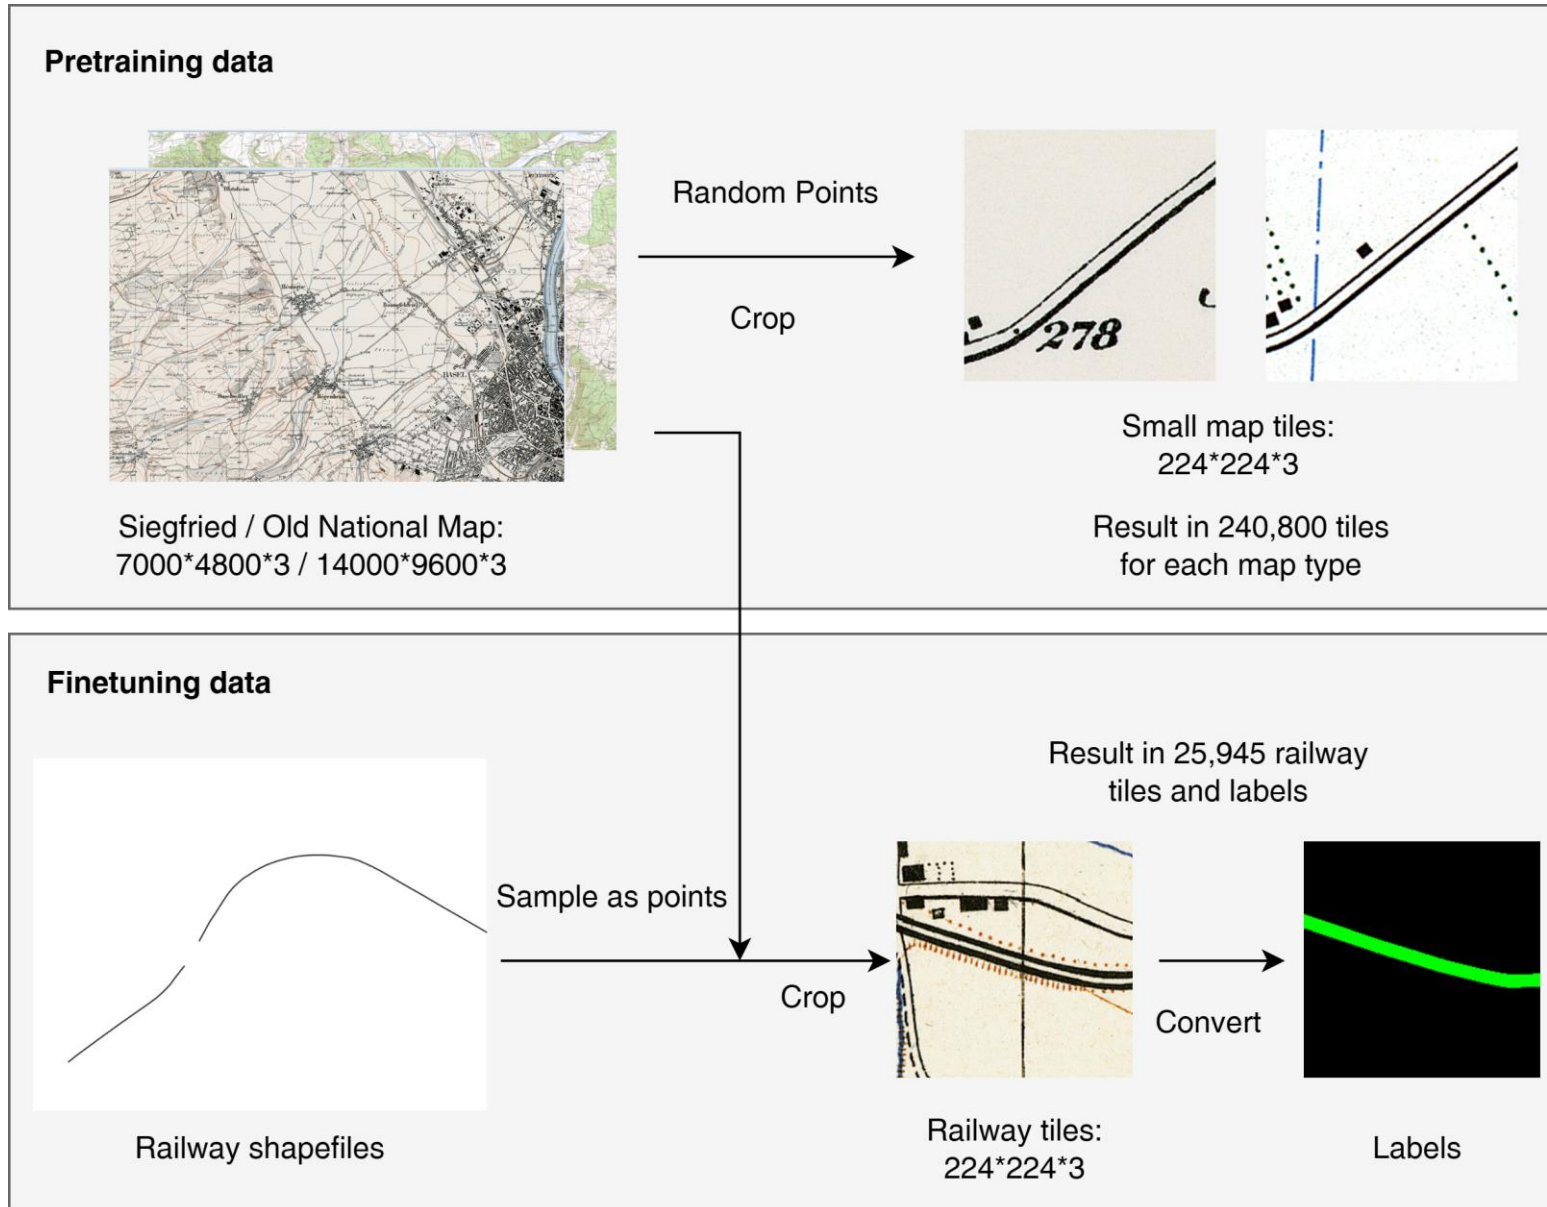 Pretraining data
Random Points
Crop
278
Siegfried / Old National Map:
7000*4800*3 / 14000*9600*3
Small map tiles:
224*224*3
Result in 240,800 tiles
for each map type
Finetuning data
Result in 25,945 railway
tiles and labels
Sample as points
Crop
Convert
Railway shapefiles
Railway tiles:
224*224*3
Labels